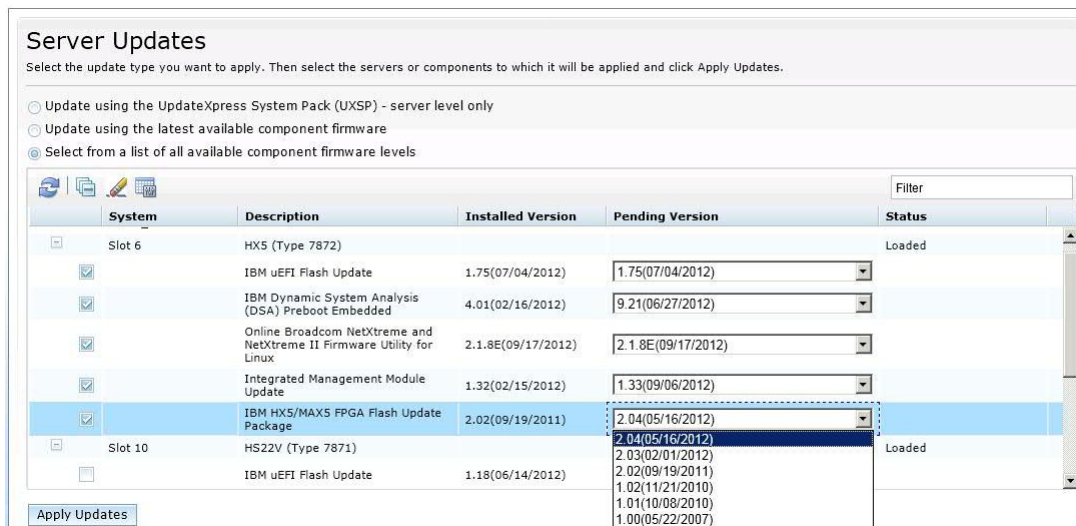 Server Updates
Select the update type you want to apply. Then select the servers or components to which it will be applied and click Apply Updates.
Update using the UpdateXpress System Pack (UXSP) - server level only
Update using the latest available component firmware
Select from a list of all available component firmware levels
Filter
System Description Installed Version Pending Version Status
Slot 6 HX5 (Type 7872) Loaded
IBM uEFI Flash Update 1.75(07/04/2012) 1.75(07/04/2012)
IBM Dynamic System Analysis
(DSA) Preboot Embedded 4.01(02/16/2012) 9.21(06/27/2012)
Online Broadcom NetXtreme and
NetXtreme II Firmware Utility for 2.1.8E(09/17/2012) 2.1.8E(09/17/2012)
Linux
Integrated Management Module
Update 1.32(02/15/2012) 1.33(09/06/2012)
IBM HX5/MAX5 FPGA Flash Update
Package 2.02(09/19/2011) 2.04(05/16/2012)
2.04(05/16/2012)
2.03(02/01/2012)
2.02(09/19/2011)
1.02(11/21/2010)
1.01(10/08/2010)
1.00(05/22/2007)
Slot 10 HS22V (Type 7871) Loaded
IBM uEFI Flash Update 1.18(06/14/2012)
Apply Updates